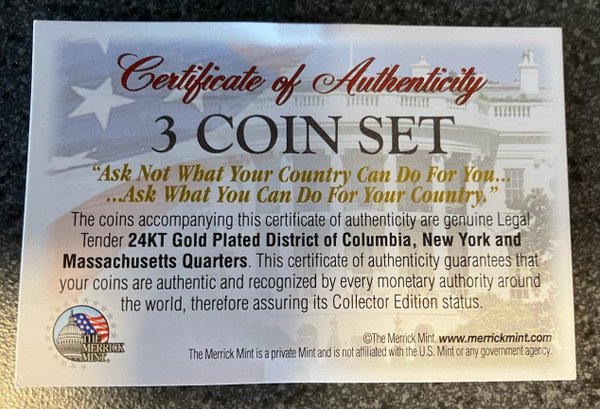 Certificate of Authenticity
3 COIN SET
"Ask Not What Your Country Can Do For You...
...Ask What You Can Do For Your Country."
The coins accompanying this certificate of authenticity are genuine Legal
Tender 24KT Gold Plated District of Columbia, New York and
Massachusetts Quarters. This certificate of authenticity guarantees that
your coins are authentic and recognized by every monetary authority around
the world, therefore assuring its Collector Edition status.
THE
MERRICK
MINT
©The Merrick Mint. www.merrickmint.com
The Merrick Mint is a private Mint and is not affiliated with the U.S. Mint or any government agency.